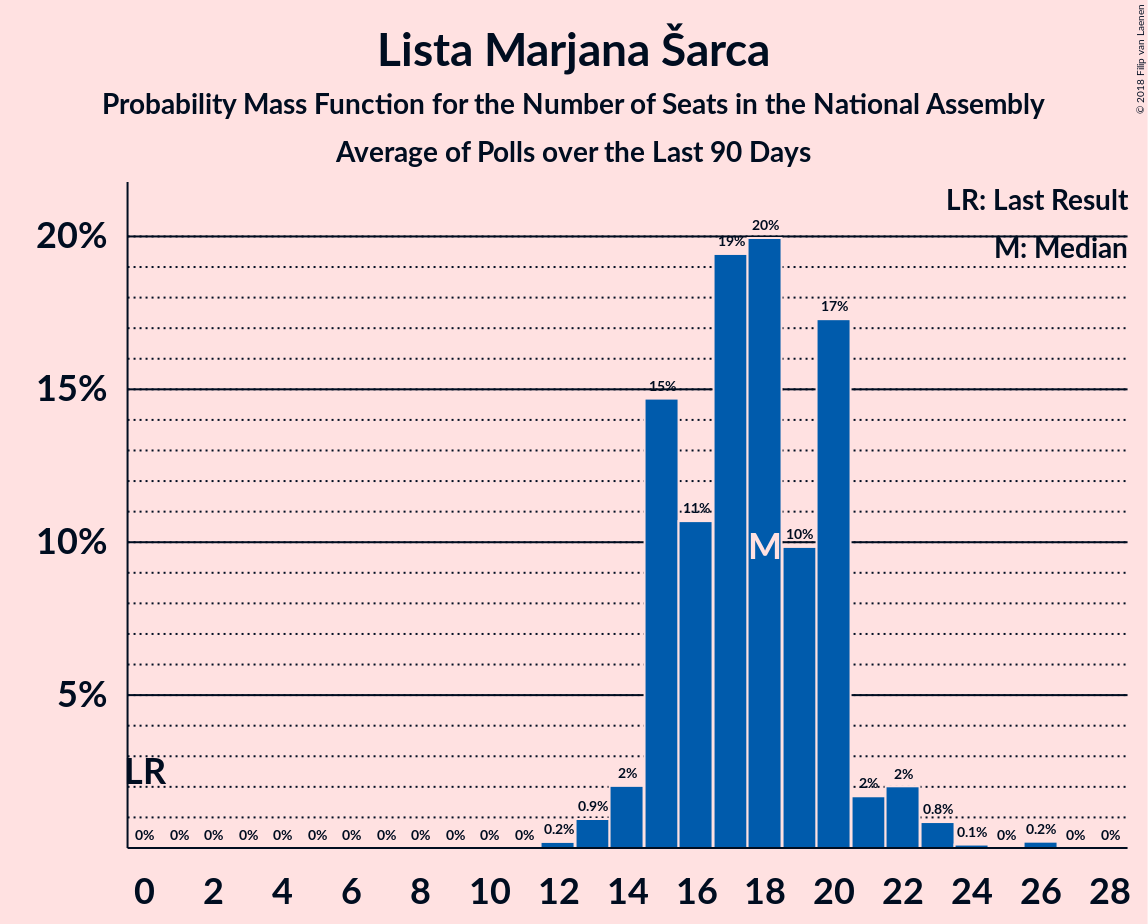 Lista Marjana Šarca
Probability Mass Function for the Number of Seats in the National Assembly
Average of Polls over the Last 90 Days
© 2018 Filip van Laenen
LR: Last Result
M: Median
20%
15%
10%
5%
LR
M
0% 0% 0% 0% 0% 0% 0% 0% 0% 0% 0% 0% 0.2% 0.9% 2% 15% 11% 19% 20% 10% 17% 2% 2% 0.8% 0.1% 0% 0.2% 0% 0%
0 2 4 6 8 10 12 14 16 18 20 22 24 26 28